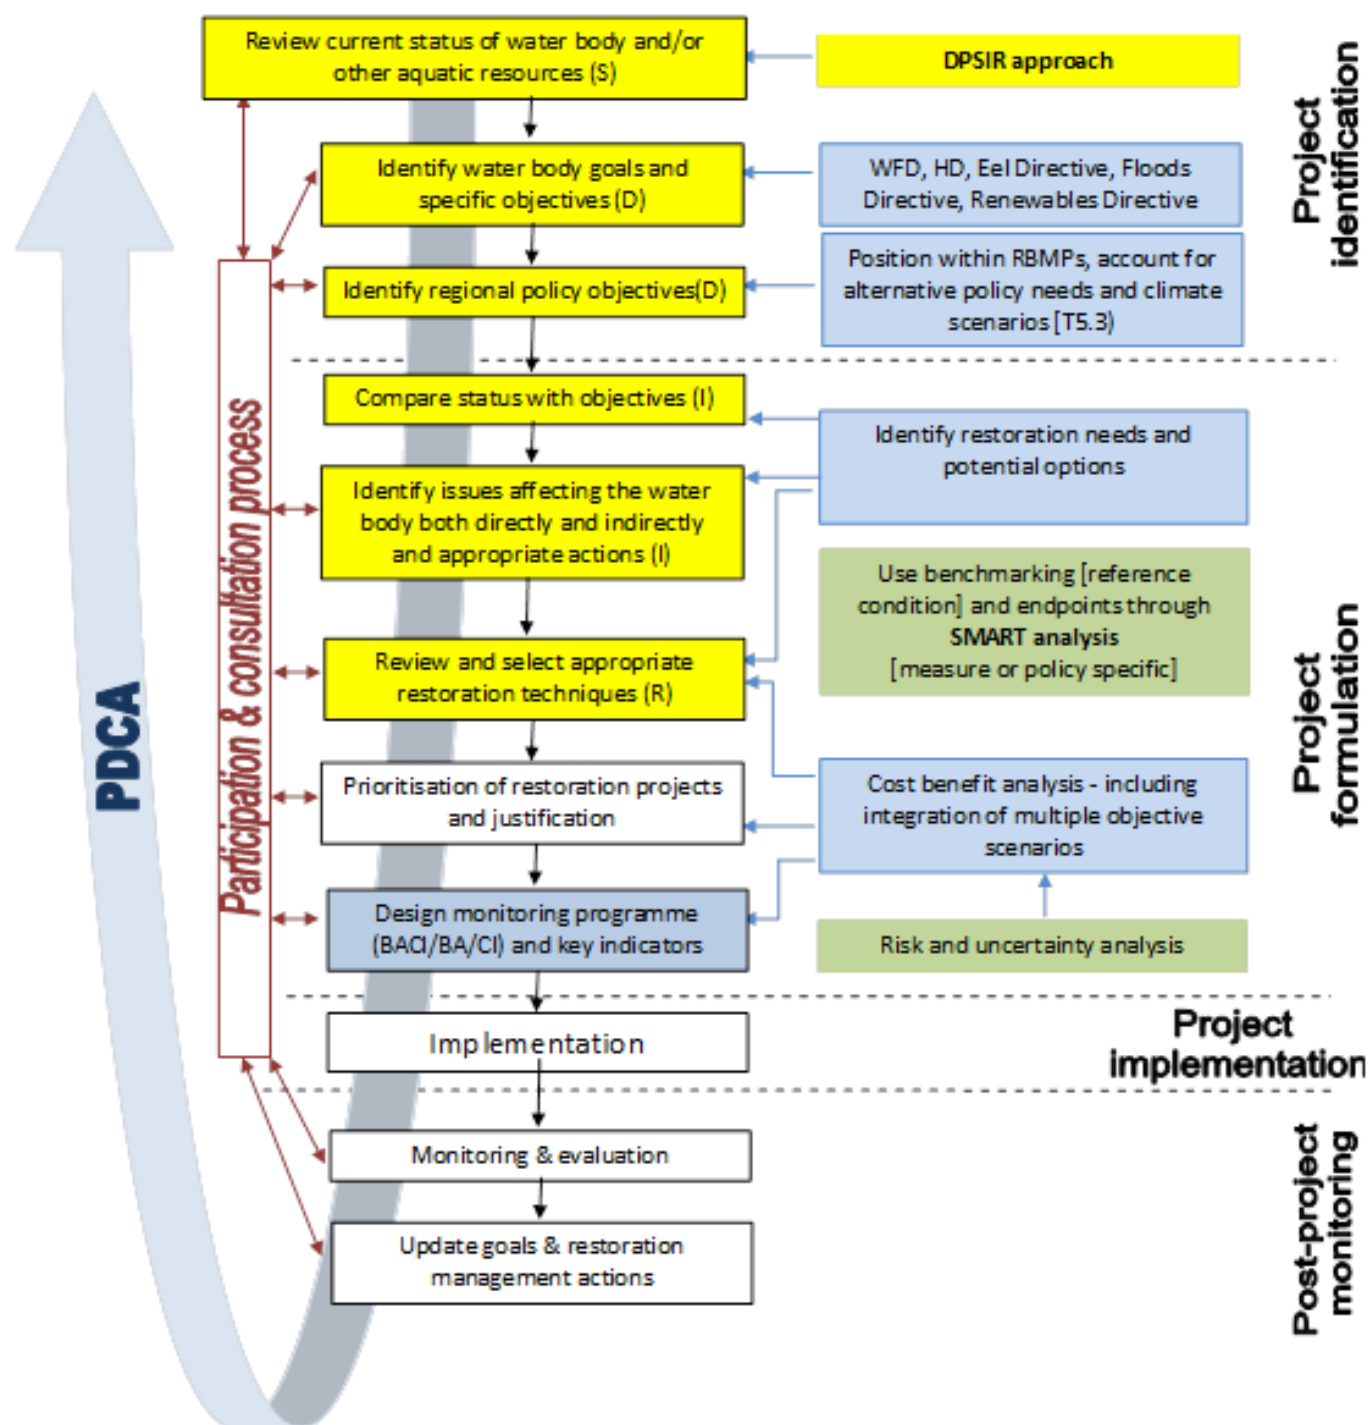 Review current status of water body and/or
other aquatic resources (S)
DPSIR approach
Project
identification
Identify water body goals and
specific objectives (D)
WFD, HD, Eel Directive, Floods
Directive, Renewables Directive
Identify regional policy objectives(D)
Position within RBMPs, account for
alternative policy needs and climate
scenarios [T5.3)
Compare status with objectives (I)
Identify restoration needs and
potential options
Identify issues affecting the water
body both directly and indirectly
and appropriate actions (I)
Use benchmarking [reference
condition] and endpoints through
SMART analysis
[measure or policy specific]
Project
formulation
Review and select appropriate
restoration techniques (R)
PDCA
Participation & consultation process
Prioritisation of restoration projects
and justification
Cost benefit analysis - including
integration of multiple objective
scenarios
Design monitoring programme
(BACI/BA/CI) and key indicators
Risk and uncertainty analysis
Implementation
Project
implementation
Monitoring & evaluation
Update goals & restoration
management actions
Post-project
monitoring